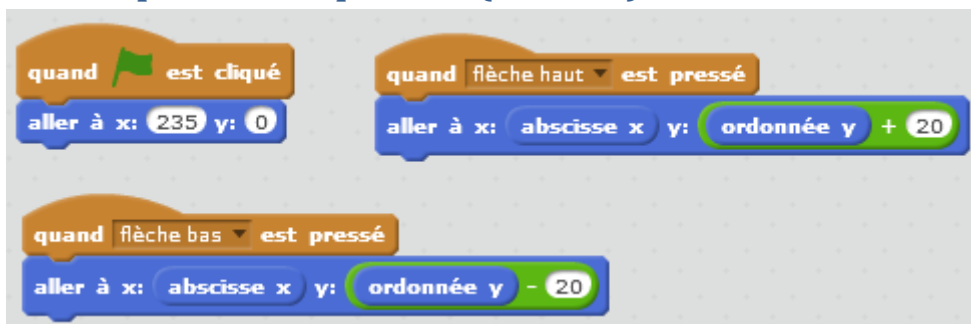 quand est cliqué
aller à x: 235 y: 0
quand flèche haut est pressé
aller à x: abscisse x y: ordonnée y + 20
quand flèche bas est pressé
aller à x: abscisse x y: ordonnée y - 20